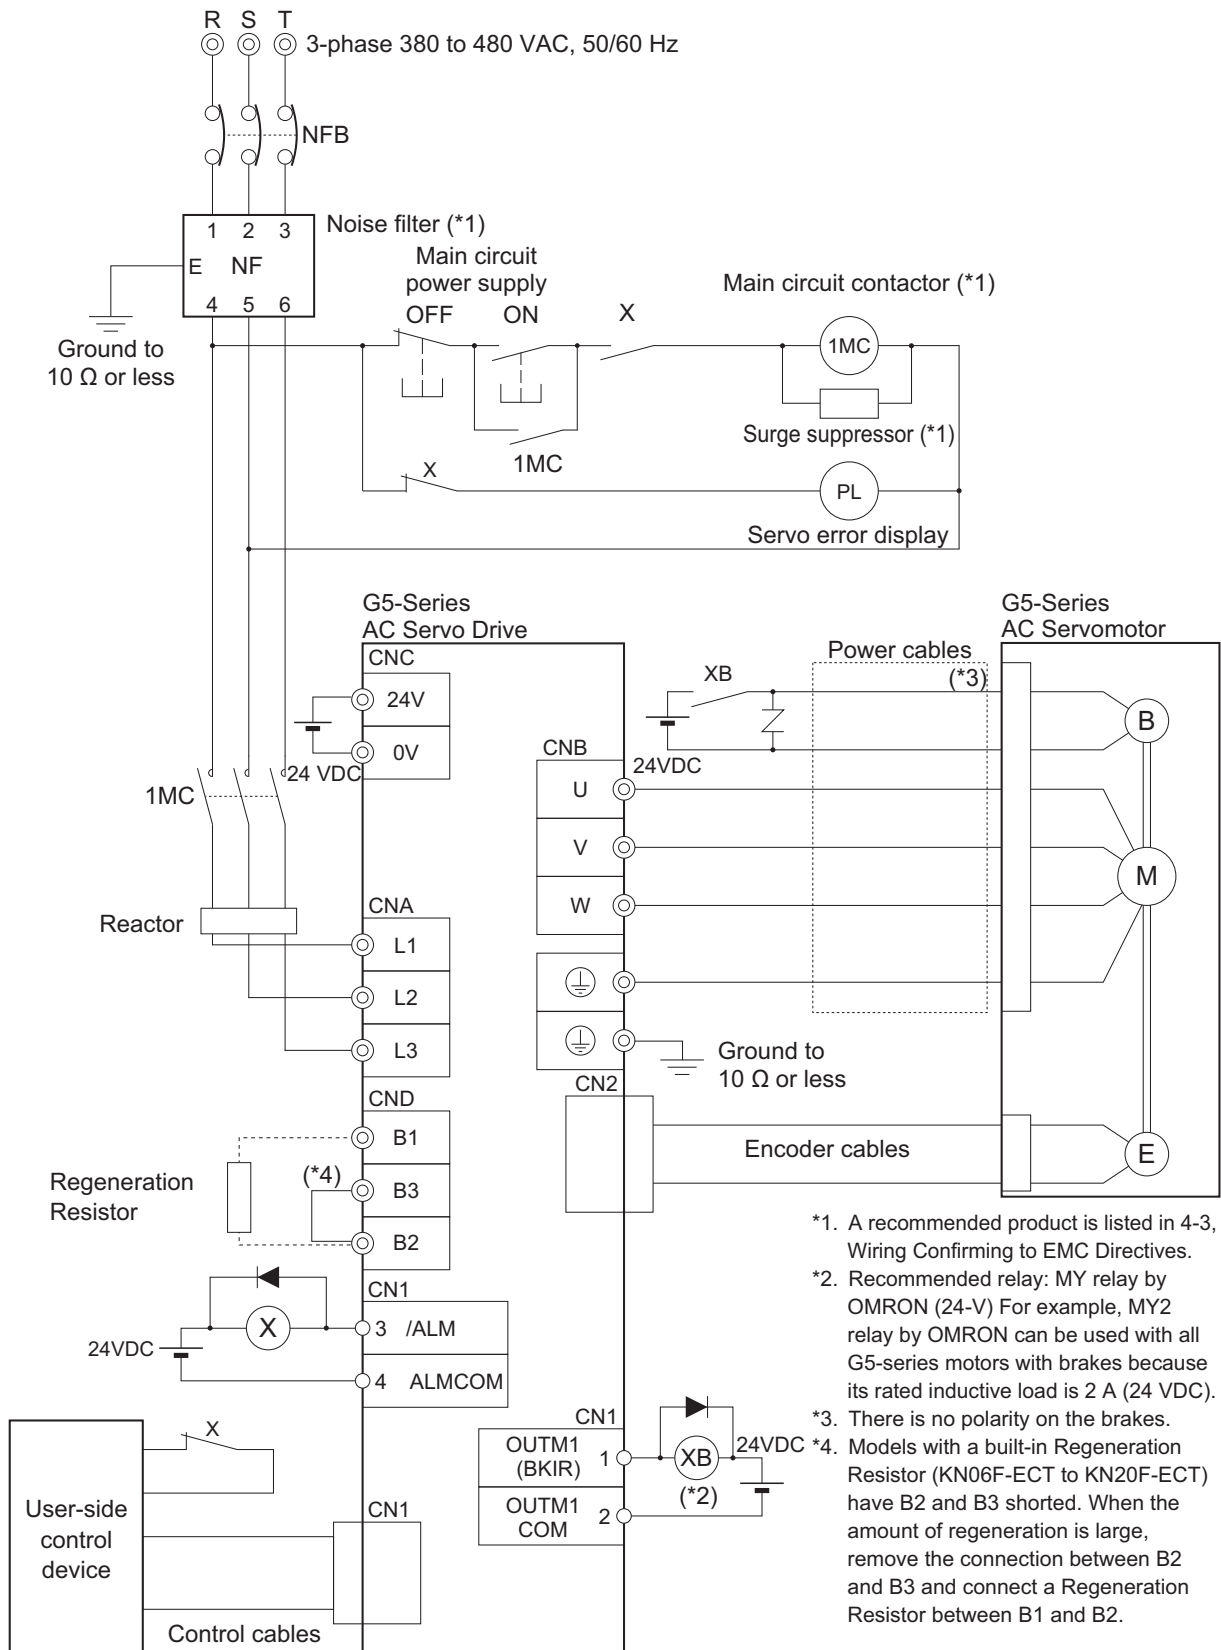 R S T
3-phase 380 to 480 VAC, 50/60 Hz
NFB
Noise filter (*1)
1 2 3
E NF
4 5 6
Ground to
10 Ω or less
Main circuit
power supply
OFF ON X
Main circuit contactor (*1)
1MC
Surge suppressor (*1)
1MC
X
PL
Servo error display
G5-Series
AC Servo Drive
G5-Series
AC Servomotor
CNC
24V
0V
24 VDC
1MC
Reactor
CNA
L1
L2
L3
CND
B1
B3
B2
(*4)
Regeneration
Resistor
CN1
3 /ALM
4 ALMCOM
X
24VDC
X
User-side
control
device
CN1
Control cables
XB
24VDC
Power cables
(*3)
B
CNB
U
V
W
M
Ground to
10 Ω or less
CN2
Encoder cables
E
CN1
OUTM1
(BKIR)
1
OUTM1
COM
2
XB
(*2)
24VDC
*1. A recommended product is listed in 4-3,
Wiring Confirming to EMC Directives.
*2. Recommended relay: MY relay by
OMRON (24-V) For example, MY2
relay by OMRON can be used with all
G5-series motors with brakes because
its rated inductive load is 2 A (24 VDC).
*3. There is no polarity on the brakes.
*4. Models with a built-in Regeneration
Resistor (KN06F-ECT to KN20F-ECT)
have B2 and B3 shorted. When the
amount of regeneration is large,
remove the connection between B2
and B3 and connect a Regeneration
Resistor between B1 and B2.